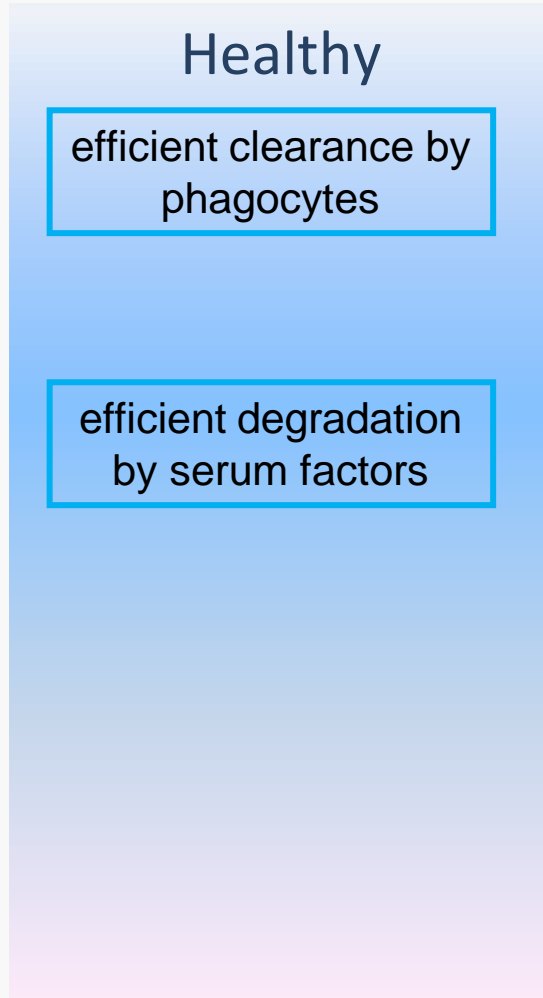 Healthy
efficient clearance by
phagocytes
efficient degradation
by serum factors